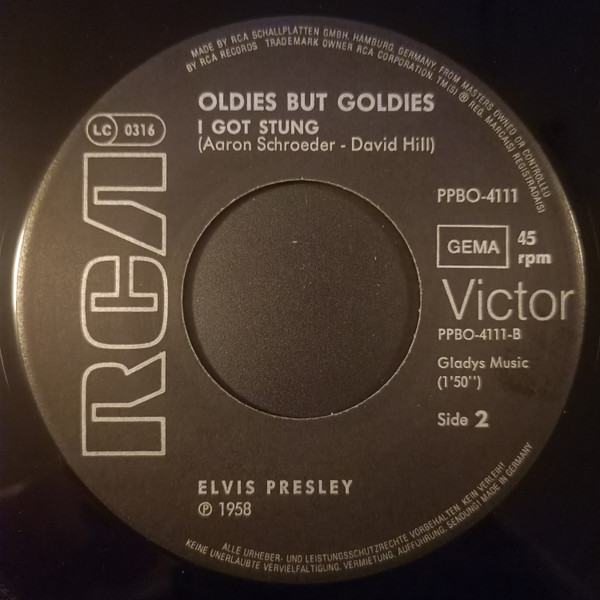 MADE BY RCA SCHALLPLATTEN GMBH, HAMBURG, GERMANY FROM MASTERS OWNED OR CONTROLLED
BY RCA RECORDS TRADEMARK OWNER RCA CORPORATION. TM(S) ® REG. MARCA(S) REGISTRADA(S)
OLDIES BUT GOLDIES
I GOT STUNG
(Aaron Schroeder - David Hill)
LC 0316
RCA
PPBO-4111
GEMA
45
rpm
Victor
PPBO-4111-B
Gladys Music
(1'50'')
Side 2
ELVIS PRESLEY
℗ 1958
ALLE URHEBER- UND LEISTUNGSSCHUTZRECHTE VORBEHALTEN. KEIN VERLEIH!
KEINE UNERLAUBTE VERVIELFÄLTIGUNG, VERMIETUNG, AUFFÜHRUNG, SENDUNG! MADE IN GERMANY